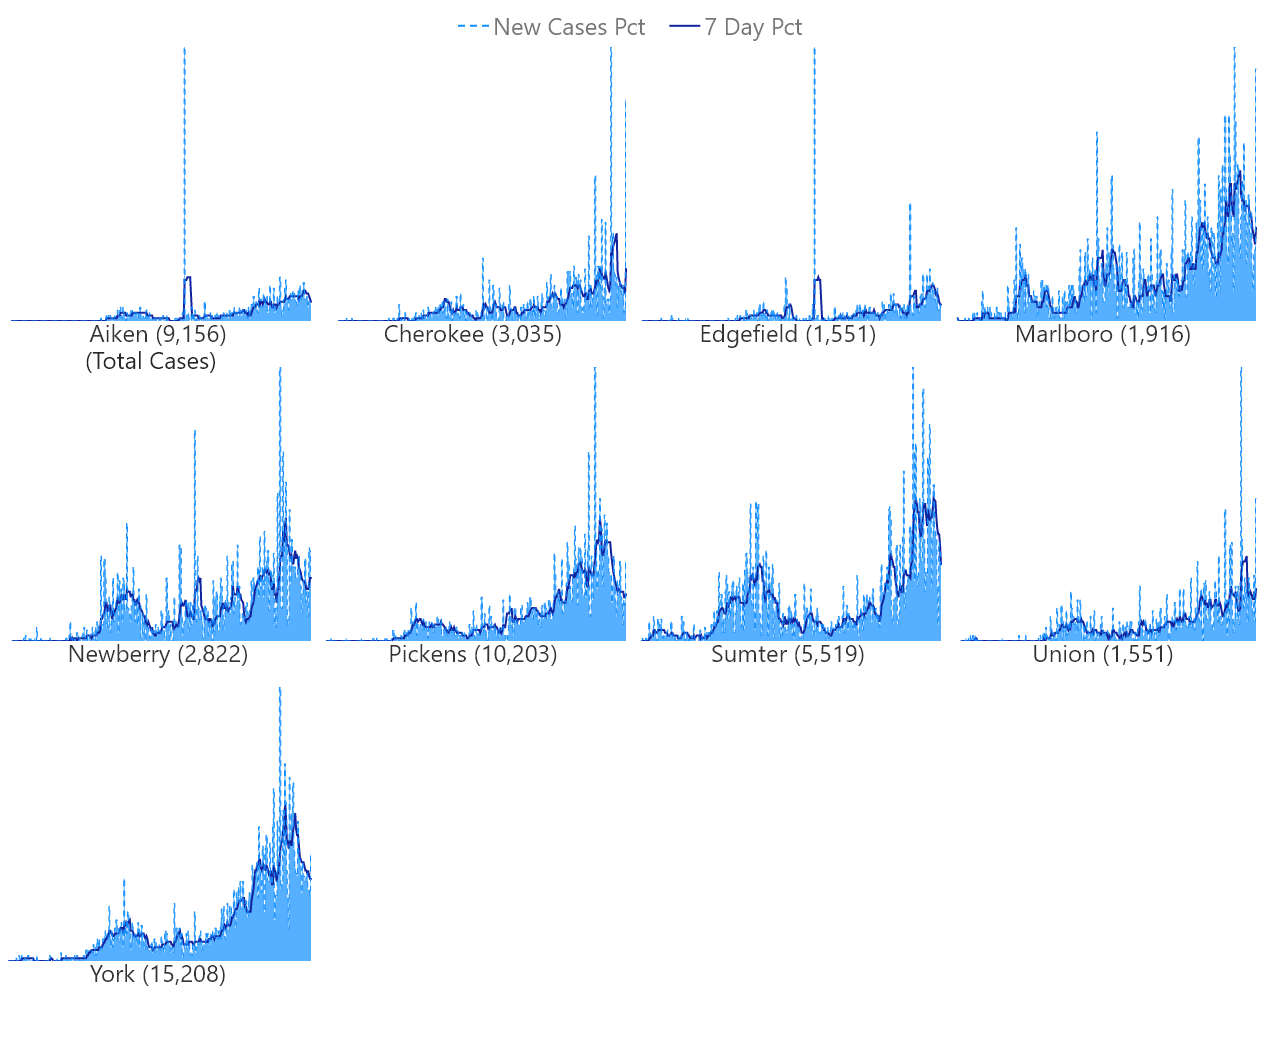 New Cases Pct 7 Day Pct
Aiken (9,156) Cherokee (3,035) Edgefield (1,551) Marlboro (1,916)
(Total Cases)
Newberry (2,822) Pickens (10,203) Sumter (5,519) Union (1,551)
York (15,208)